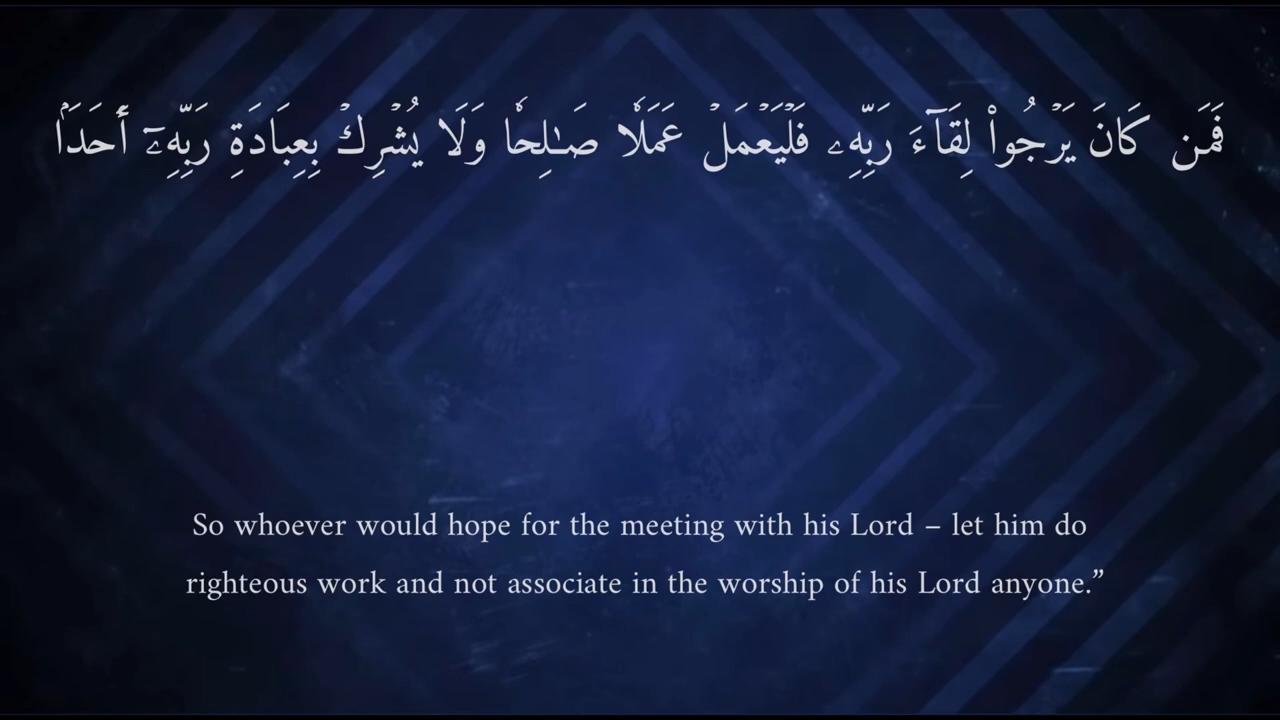 فَمَن كَانَ يَرْجُوا۟ لِقَآءَ رَبِّهِۦ فَلْيَعْمَلْ عَمَلًا صَـٰلِحًا وَلَا يُشْرِكْ بِعِبَادَةِ رَبِّهِۦٓ أَحَدًۢا
So whoever would hope for the meeting with his Lord – let him do
righteous work and not associate in the worship of his Lord anyone.”